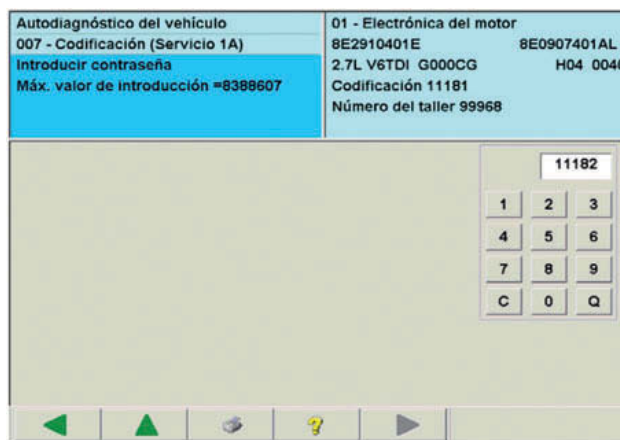 Autodiagnóstico del vehículo
007 - Codificación (Servicio 1A)
Introducir contraseña
Máx. valor de introducción =8388607
01 - Electrónica del motor
8E2910401E 8E0907401AL
2.7L V6TDI G000CG H04 0040
Codificación 11181
Número del taller 99968
11182
1 2 3
4 5 6
7 8 9
C 0 Q
?